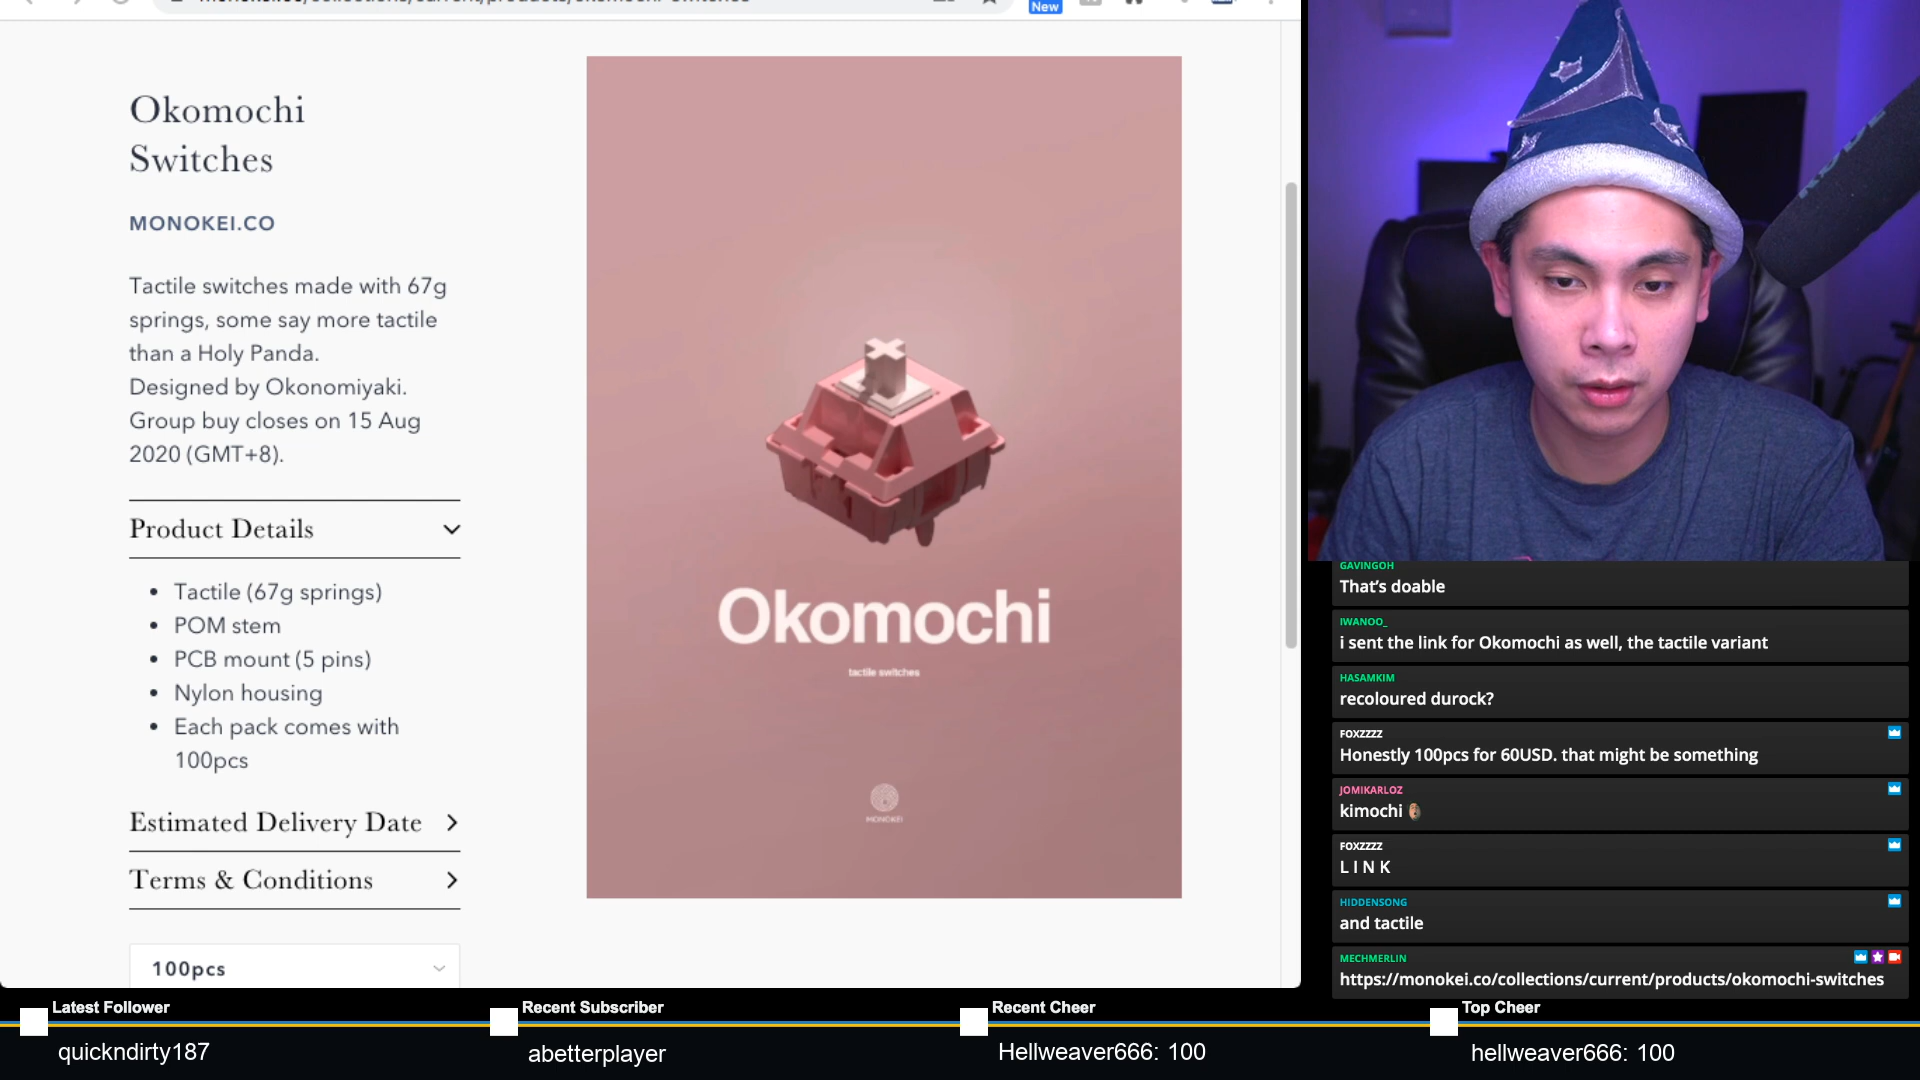 New
Okomochi
Switches
MONOKEI.CO
Tactile switches made with 67g
springs, some say more tactile
than a Holy Panda.
Designed by Okonomiyaki.
Group buy closes on 15 Aug
2020 (GMT+8).
Product Details
• Tactile (67g springs)
• POM stem
• PCB mount (5 pins)
• Nylon housing
• Each pack comes with
100pcs
Estimated Delivery Date
Terms & Conditions
100pcs
Okomochi
tactile switches
MONOKEI
GAVINGOH
That's doable
IWANOO_
i sent the link for Okomochi as well, the tactile variant
HASAMKIM
recoloured durock?
FOXZZZZ
Honestly 100pcs for 60USD. that might be something
JOMIKARLOZ
kimochi
FOXZZZZ
L I N K
HIDDENSONG
and tactile
MECHMERLIN
https://monokei.co/collections/current/products/okomochi-switches
Latest Follower
quickndirty187
Recent Subscriber
abetterplayer
Recent Cheer
Hellweaver666: 100
Top Cheer
hellweaver666: 100